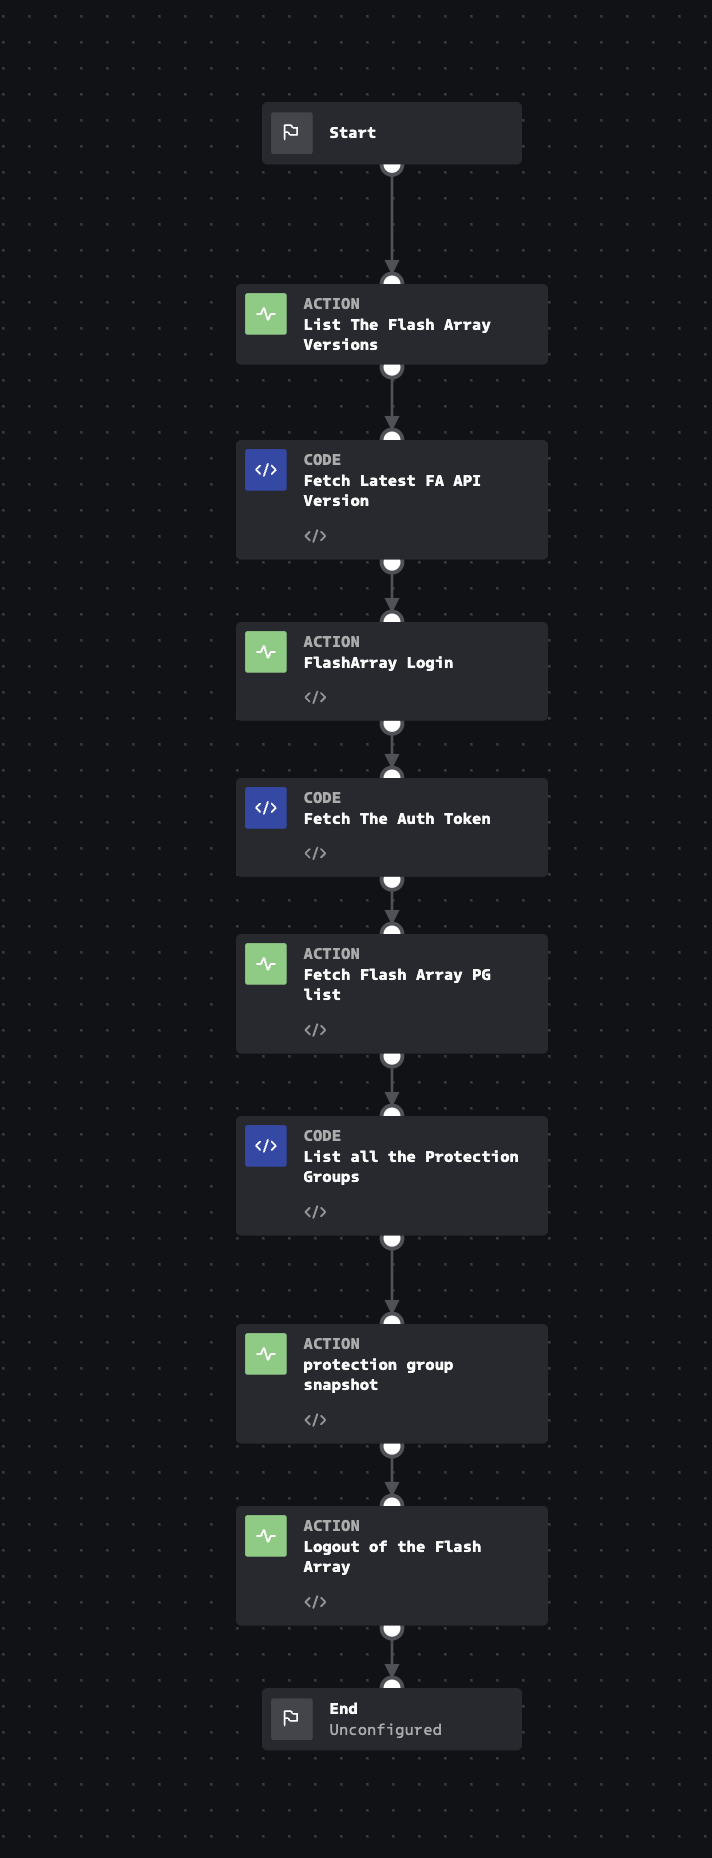 Start
ACTION
List The Flash Array
Versions
CODE
Fetch Latest FA API
Version
</>
ACTION
FlashArray Login
</>
CODE
Fetch The Auth Token
</>
ACTION
Fetch Flash Array PG
list
</>
CODE
List all the Protection
Groups
</>
ACTION
protection group
snapshot
</>
ACTION
Logout of the Flash
Array
</>
End
Unconfigured